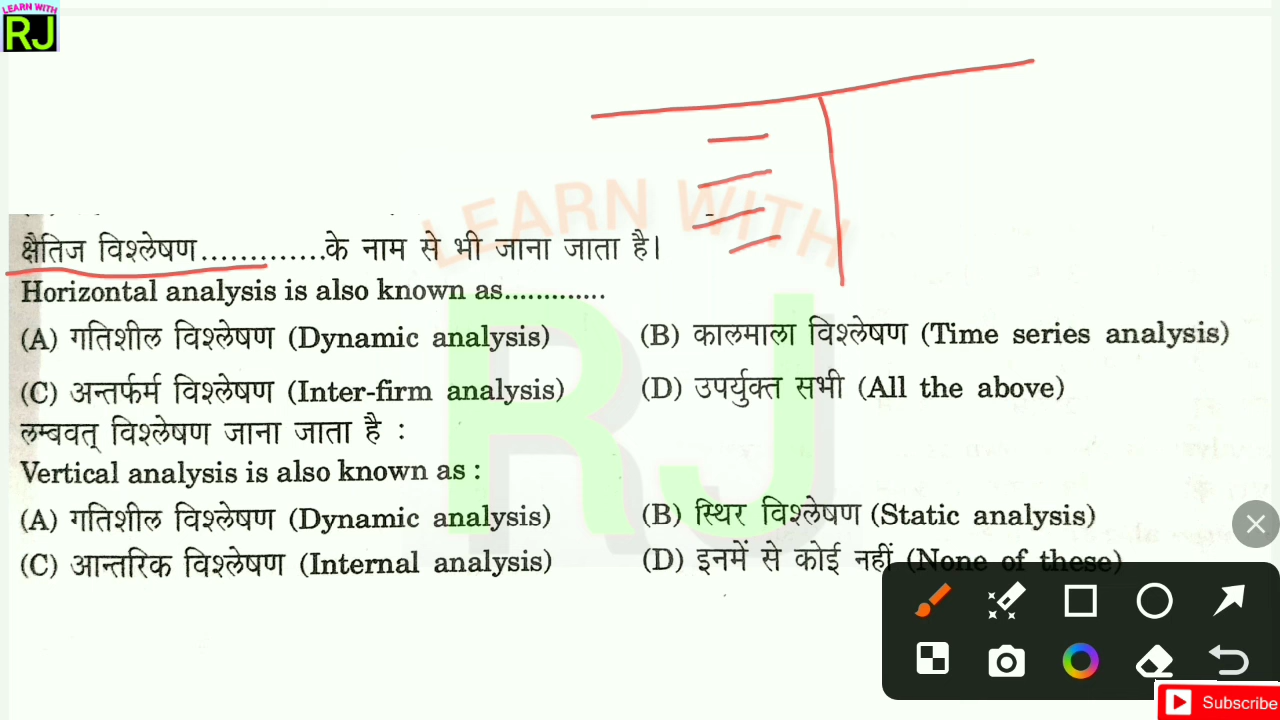 LEARN WITH
RJ
LEARN WITH
RJ
क्षैतिज विश्लेषण..............के नाम से भी जाना जाता है।
Horizontal analysis is also known as.............
(A) गतिशील विश्लेषण (Dynamic analysis) (B) कालमाला विश्लेषण (Time series analysis)
(C) अन्तर्फर्म विश्लेषण (Inter-firm analysis) (D) उपर्युक्त सभी (All the above)
लम्बवत् विश्लेषण जाना जाता है :
Vertical analysis is also known as :
(A) गतिशील विश्लेषण (Dynamic analysis) (B) स्थिर विश्लेषण (Static analysis)
(C) आन्तरिक विश्लेषण (Internal analysis) (D) इनमें से कोई नहीं (None of these)
Subscribe